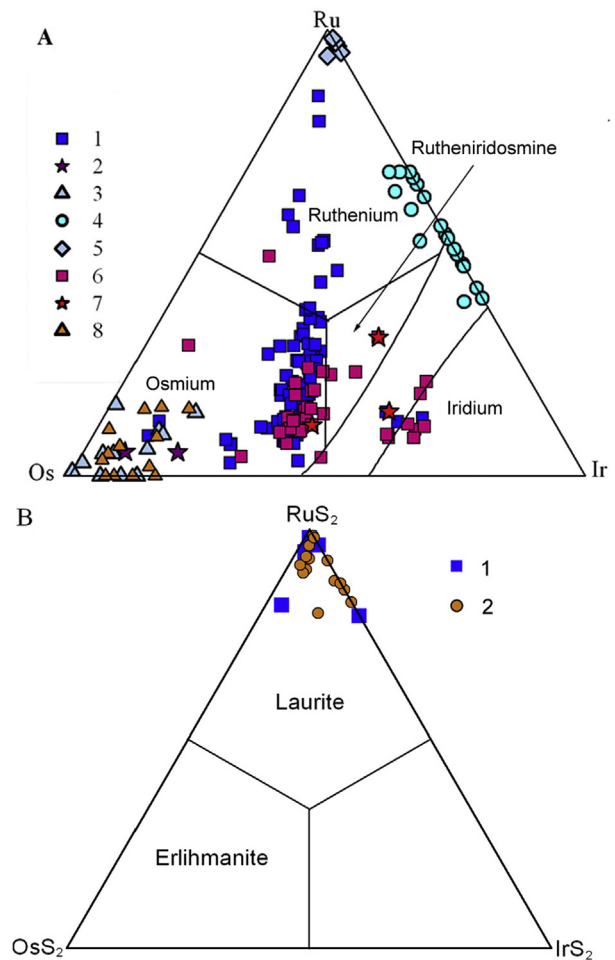 A
Ru
1
2
3
4
5
6
7
8
Rutheniridosmine
Ruthenium
Osmium
Iridium
Os
Ir
B
RuS2
1
2
Laurite
Erlihmanite
OsS2
IrS2